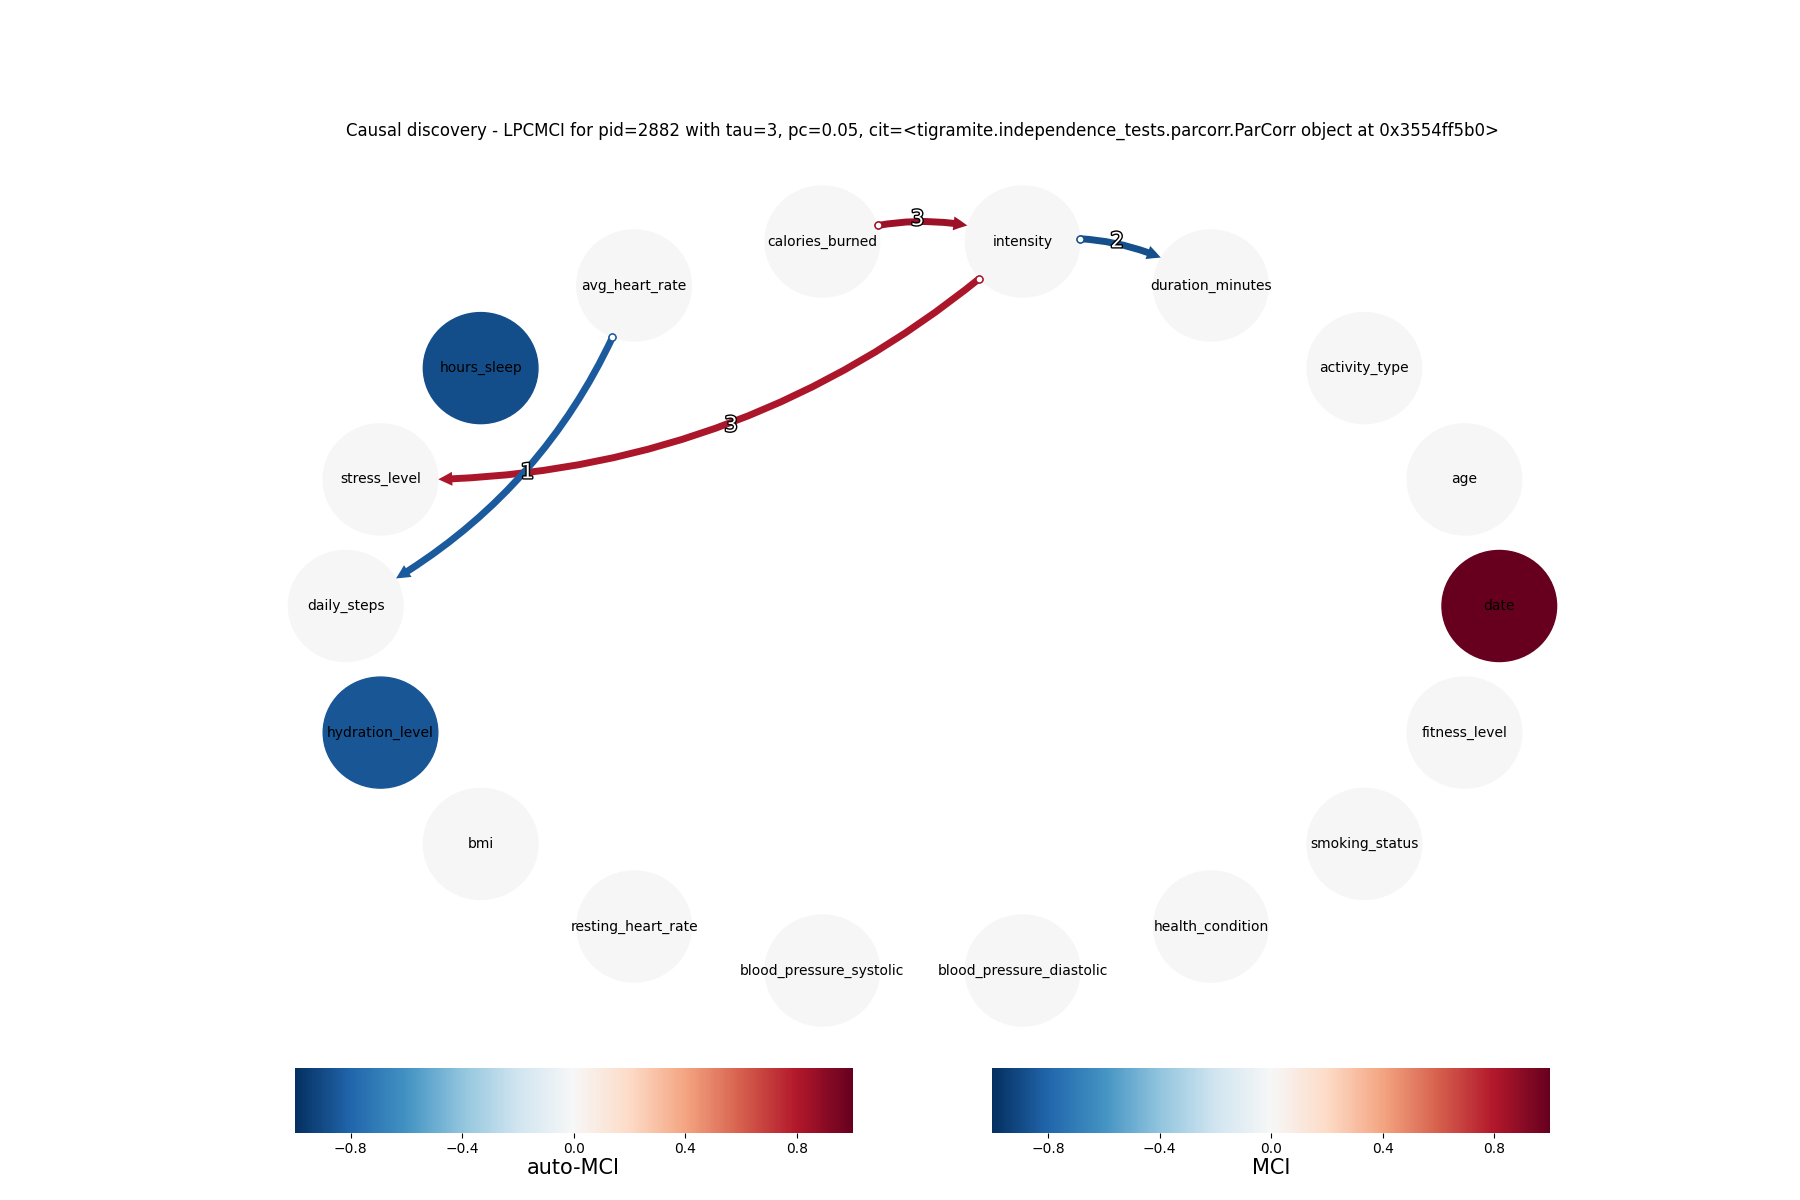 Causal discovery - LPCMCI for pid=2882 with tau=3, pc=0.05, cit=<tigramite.independence_tests.parcorr.ParCorr object at 0x3554ff5b0>
3
calories_burned
intensity
2
avg_heart_rate
duration_minutes
hours_sleep
activity_type
3
1
stress_level
age
daily_steps
date
hydration_level
fitness_level
bmi
smoking_status
resting_heart_rate
health_condition
blood_pressure_systolic
blood_pressure_diastolic
−0.8 −0.4 0.0 0.4 0.8
auto-MCI
−0.8 −0.4 0.0 0.4 0.8
MCI